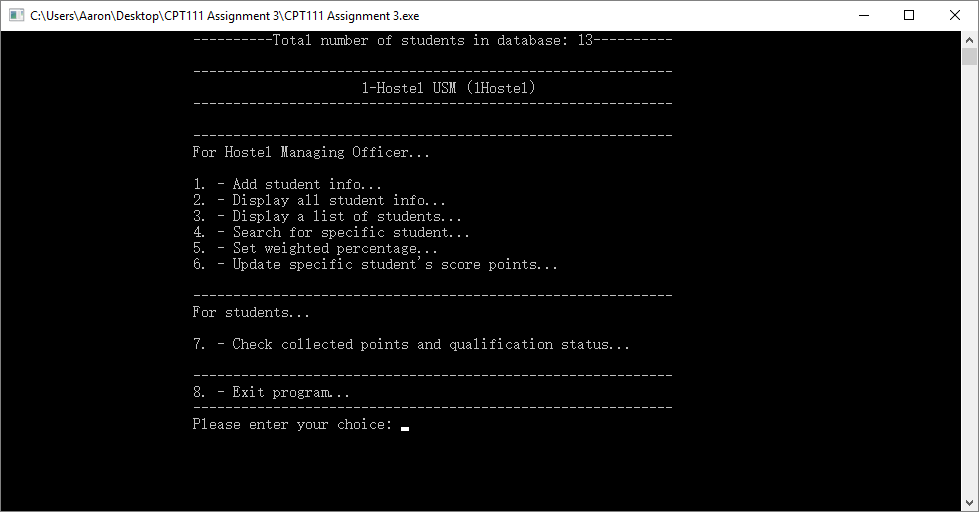 C:\Users\Aaron\Desktop\CPT111 Assignment 3\CPT111 Assignment 3.exe
----------Total number of students in database: 13----------
------------------------------------------------------------
1-Hostel USM (1Hostel)
------------------------------------------------------------
------------------------------------------------------------
For Hostel Managing Officer...
1. - Add student info...
2. - Display all student info...
3. - Display a list of students...
4. - Search for specific student...
5. - Set weighted percentage...
6. - Update specific student's score points...
------------------------------------------------------------
For students...
7. - Check collected points and qualification status...
------------------------------------------------------------
8. - Exit program...
------------------------------------------------------------
Please enter your choice: